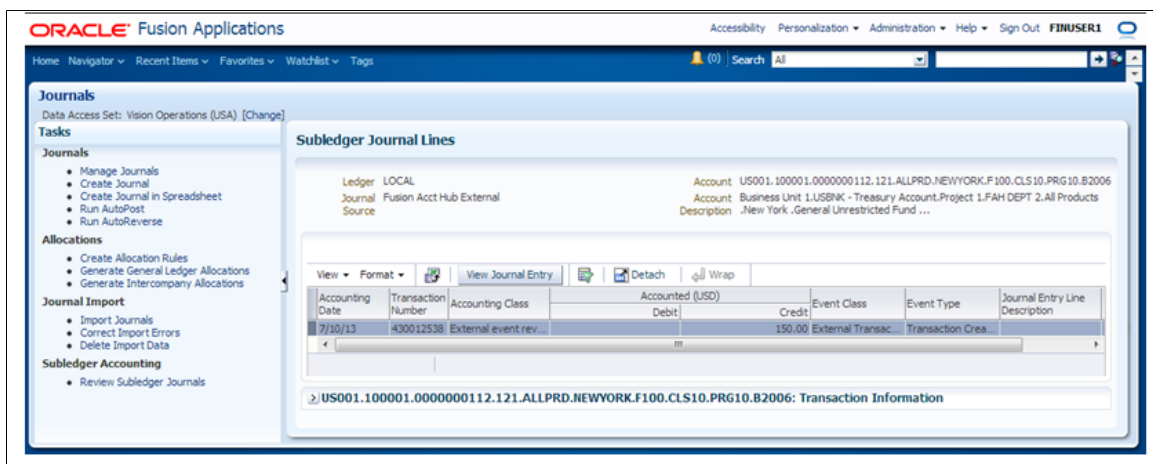 ORACLE Fusion Applications
Accessibility Personalization Administration Help Sign Out FINUSER1
Home Navigator Recent Items Favorites Watchlist Tags
(0) Search All
Journals
Data Access Set: Vision Operations (USA) [Change]
Tasks
Journals
Manage Journals
Create Journal
Create Journal in Spreadsheet
Run AutoPost
Run AutoReverse
Allocations
Create Allocation Rules
Generate General Ledger Allocations
Generate Intercompany Allocations
Journal Import
Import Journals
Correct Import Errors
Delete Import Data
Subledger Accounting
Review Subledger Journals
Subledger Journal Lines
Ledger LOCAL
Journal Source Fusion Acct Hub External
Account US001.100001.0000000112.121.ALLPRD.NEWYORK.F100.CLS10.PRG10.B2006
Account Description Business Unit 1.USBNK - Treasury Account.Project 1.FAH DEPT 2.All Products
.New York .General Unrestricted Fund ...
View Format View Journal Entry Detach Wrap
Accounting Date Transaction Number Accounting Class Accounted (USD) Debit Credit Event Class Event Type Journal Entry Line Description
7/10/13 430012538 External event rev... 150.00 External Transac... Transaction Crea...
US001.100001.0000000112.121.ALLPRD.NEWYORK.F100.CLS10.PRG10.B2006: Transaction Information